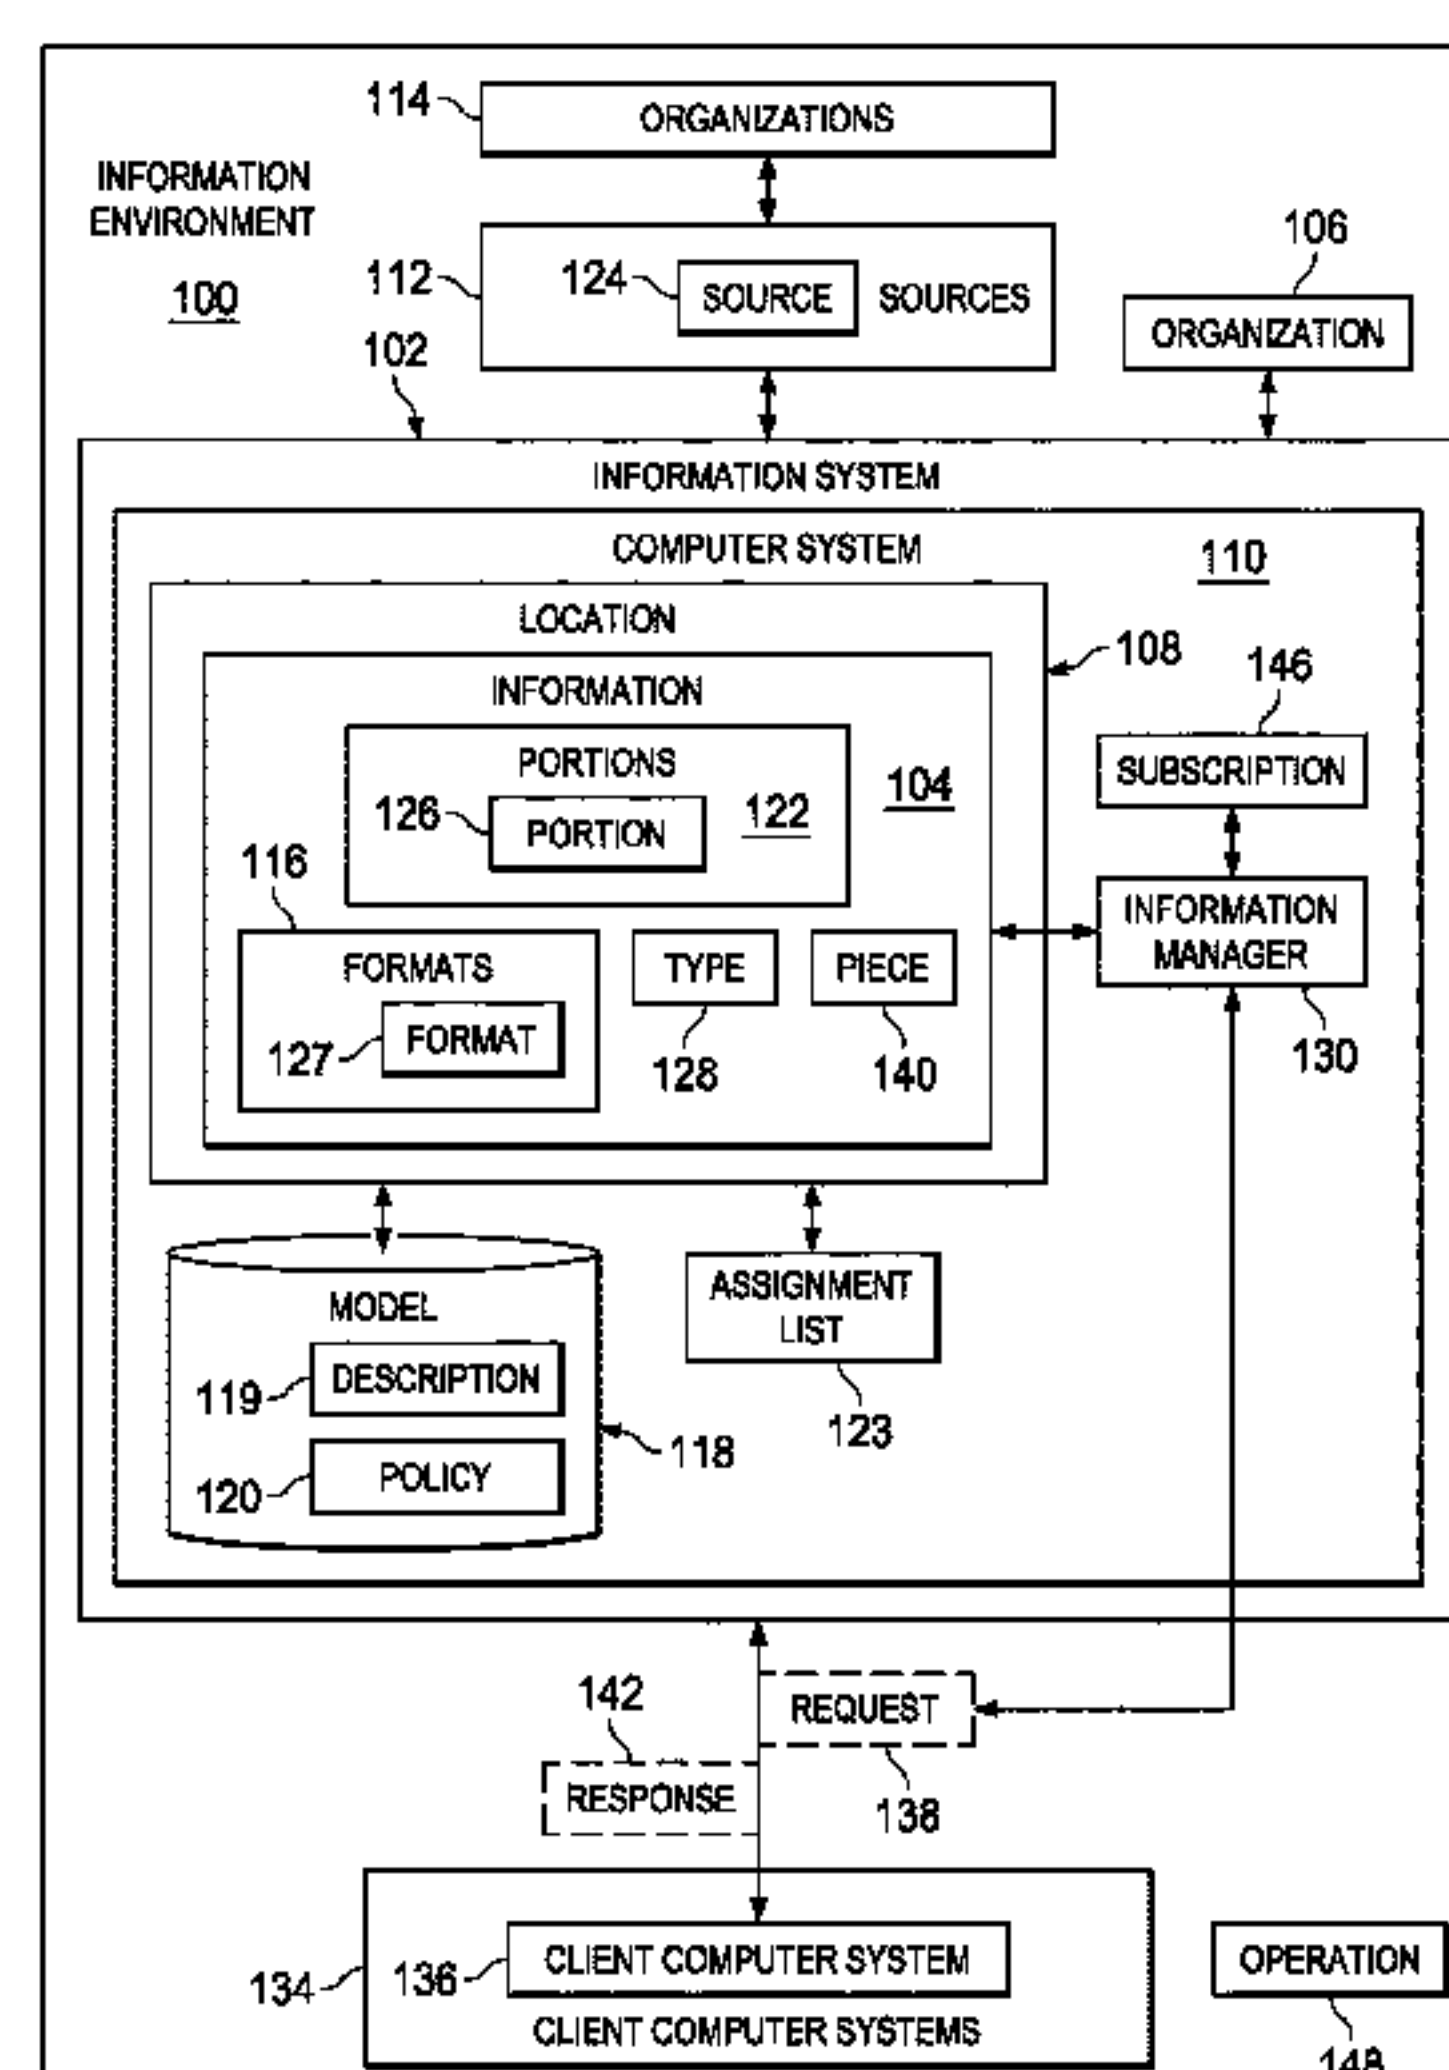 114
ORGANIZATIONS
INFORMATION
ENVIRONMENT
100
112
124
SOURCE
SOURCES
106
ORGANIZATION
102
INFORMATION SYSTEM
COMPUTER SYSTEM
110
LOCATION
108
INFORMATION
146
PORTIONS
104
SUBSCRIPTION
126
PORTION
122
116
INFORMATION
MANAGER
FORMATS
TYPE
PIECE
127
FORMAT
128
140
130
MODEL
ASSIGNMENT
LIST
119
DESCRIPTION
123
118
120
POLICY
142
REQUEST
RESPONSE
138
134
136
CLIENT COMPUTER SYSTEM
OPERATION
CLIENT COMPUTER SYSTEMS